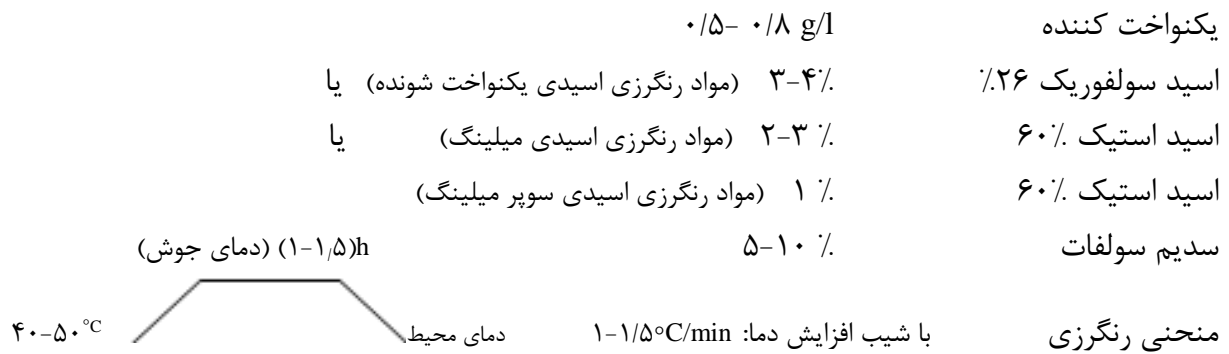 یکنواخت کننده ۰/۵- ۰/۸ g/l
اسید سولفوریک ۲۶٪ ۳-۴٪ (مواد رنگرزی اسیدی یکنواخت شونده) یا
اسید استیک ۶۰٪ ۲-۳ ٪ (مواد رنگرزی اسیدی میلینگ) یا
اسید استیک ۶۰٪ ۱ ٪ (مواد رنگرزی اسیدی سوپر میلینگ)
سدیم سولفات ۵-۱۰ ٪
(۱-۱٫۵)h (دمای جوش)
منحنی رنگرزی با شیب افزایش دما: ۱-۱/۵°C/min دمای محیط ۴۰-۵۰°C